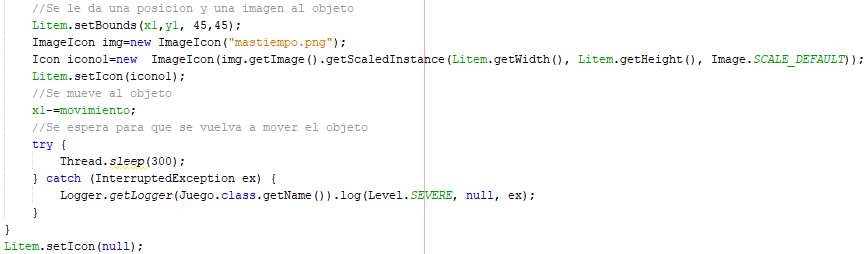 //Se le da una posicion y una imagen al objeto
Litem.setBounds(x1,y1, 45,45);
ImageIcon img=new ImageIcon("mastiempo.png");
Icon icono1=new  ImageIcon(img.getImage().getScaledInstance(Litem.getWidth(), Litem.getHeight(), Image.SCALE_DEFAULT));
Litem.setIcon(icono1);
//Se mueve al objeto
x1-=movimiento;
//Se espera para que se vuelva a mover el objeto
try {
Thread.sleep(300);
} catch (InterruptedException ex) {
Logger.getLogger(Juego.class.getName()).log(Level.SEVERE, null, ex);
}
}
Litem.setIcon(null);